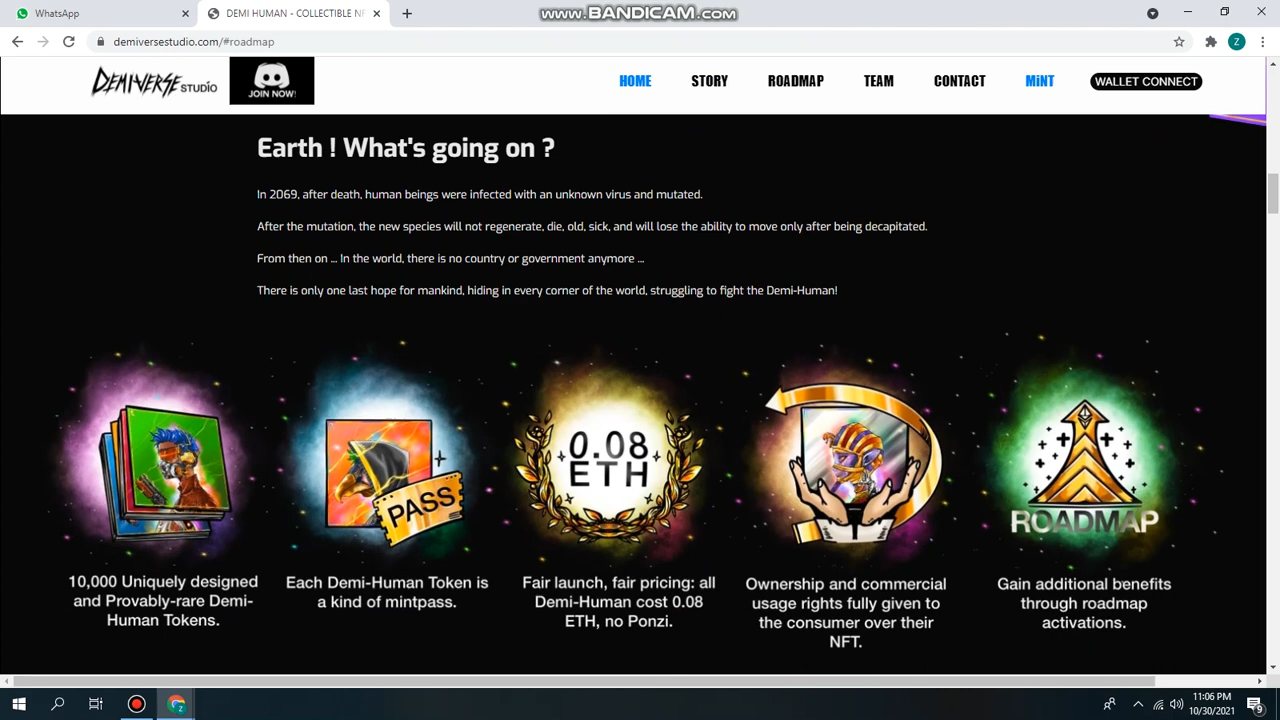 WhatsApp
DEMI HUMAN - COLLECTIBLE NF
www.BANDICAM.com
demiversestudio.com/#roadmap
Z
DEMIVERSE STUDIO
JOIN NOW!
HOME
STORY
ROADMAP
TEAM
CONTACT
MiNT
WALLET CONNECT
Earth ! What's going on ?
In 2069, after death, human beings were infected with an unknown virus and mutated.
After the mutation, the new species will not regenerate, die, old, sick, and will lose the ability to move only after being decapitated.
From then on ... In the world, there is no country or government anymore ...
There is only one last hope for mankind, hiding in every corner of the world, struggling to fight the Demi-Human!
PASS
0.08
ETH
ROADMAP
10,000 Uniquely designed
and Provably-rare Demi-
Human Tokens.
Each Demi-Human Token is
a kind of mintpass.
Fair launch, fair pricing: all
Demi-Human cost 0.08
ETH, no Ponzi.
Ownership and commercial
usage rights fully given to
the consumer over their
NFT.
Gain additional benefits
through roadmap
activations.
11:06 PM
10/30/2021